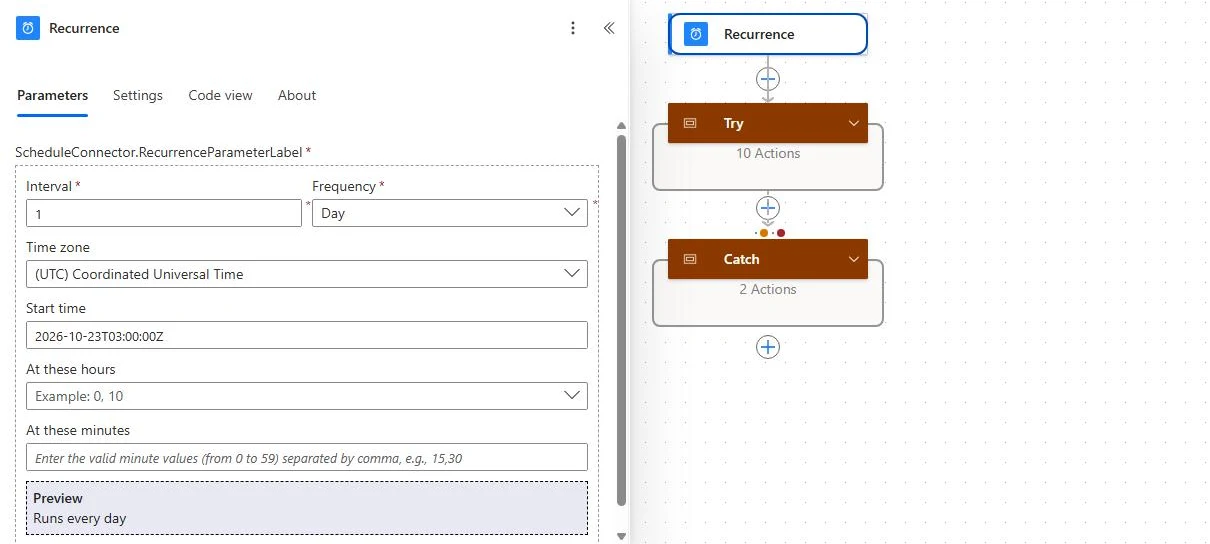 Recurrence
Parameters Settings Code view About
ScheduleConnector.RecurrenceParameterLabel *
Interval * Frequency *
1 * Day *
Time zone
(UTC) Coordinated Universal Time
Start time
2026-10-23T03:00:00Z
At these hours
Example: 0, 10
At these minutes
Enter the valid minute values (from 0 to 59) separated by comma, e.g., 15,30
Preview
Runs every day
Recurrence
Try
10 Actions
Catch
2 Actions